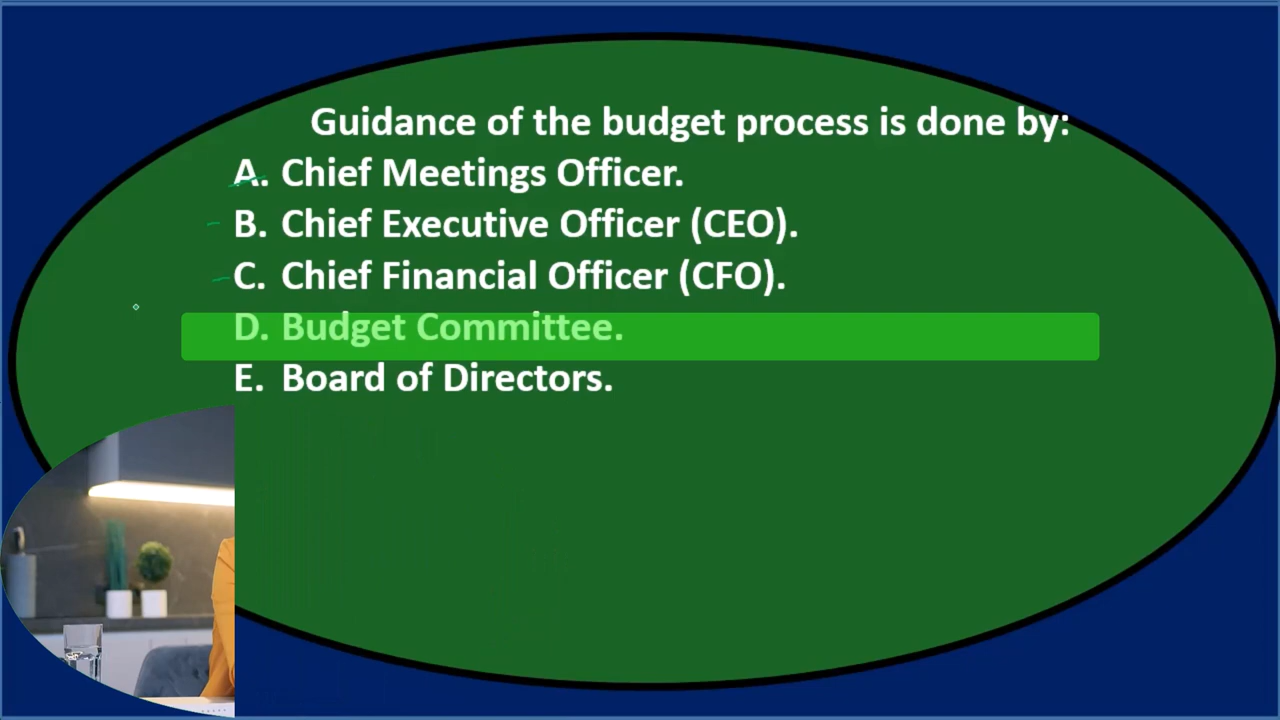 Guidance of the budget process is done by:
A. Chief Meetings Officer.
B. Chief Executive Officer (CEO).
C. Chief Financial Officer (CFO).
D. Budget Committee.
E. Board of Directors.